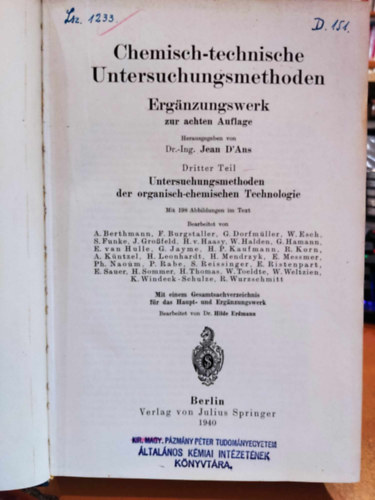 Lsz. 1233.
D. 151.
Chemisch-technische
Untersuchungsmethoden
Ergänzungswerk
zur achten Auflage
Herausgegeben von
Dr.-Ing. Jean D'Ans
Dritter Teil
Untersuchungsmethoden
der organisch-chemischen Technologie
Mit 190 Abbildungen im Text
Bearbeitet von
A. Berthmann, F. Burgstaller, G. Dorfmüller, W. Esch,
S. Funke, J. Großfeld, H. v. Haasy, W. Halden, G. Hamann,
E. van Hulle, G. Jayme, H. P. Kaufmann, R. Korn,
A. Küntzel, H. Leonhardt, H. Mendrzyk, E. Messmer,
Ph. Naoúm, P. Rabe, S. Reissinger, E. Ristenpart,
E. Sauer, H. Sommer, H. Thomas, W. Toeldte, W. Weltzien,
K. Windeck-Schulze, R. Wurzschmitt
Mit einem Gesamtsachverzeichnis
für das Haupt- und Ergänzungswerk
Bearbeitet von Dr. Hilde Erdmann
Berlin
Verlag von Julius Springer
1940
KIR. MAGY. PÁZMÁNY PÉTER TUDOMÁNYEGYETEM
ÁLTALÁNOS KÉMIAI INTÉZETÉNEK
KÖNYVTÁRA.